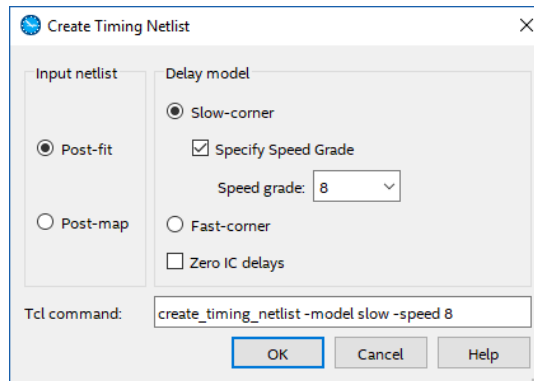 Create Timing Netlist
Input netlist
Delay model
Slow-corner
Specify Speed Grade
Post-fit
Speed grade: 8
Post-map
Fast-corner
Zero IC delays
Tcl command: create_timing_netlist -model slow -speed 8
OK Cancel Help